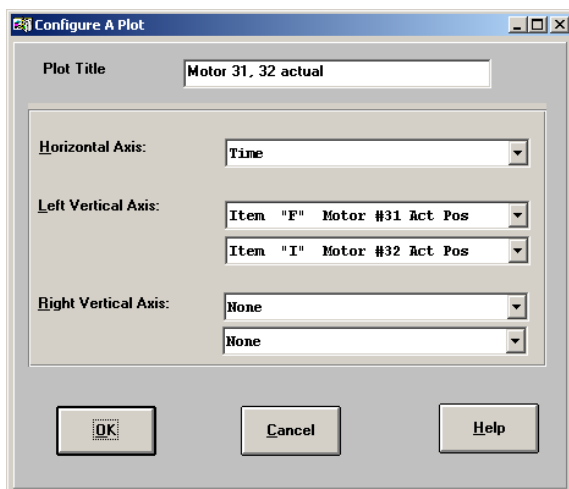 Configure A Plot
Plot Title
Motor 31, 32 actual
Horizontal Axis:
Time
Left Vertical Axis:
Item "F" Motor #31 Act Pos
Item "I" Motor #32 Act Pos
Right Vertical Axis:
None
None
OK
Cancel
Help